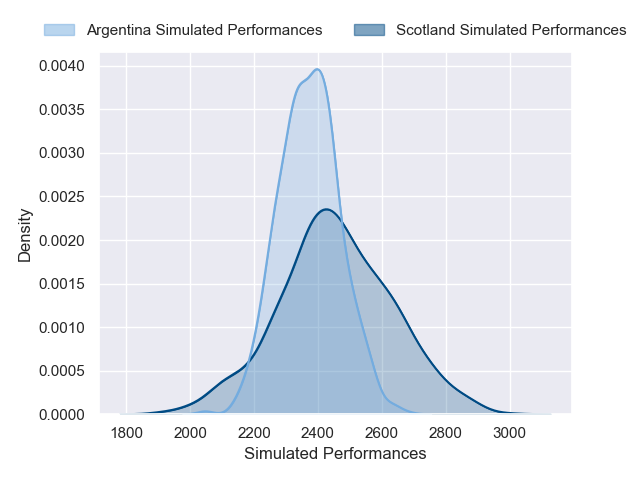 Argentina Simulated Performances Scotland Simulated Performances
0.0040
0.0035
0.0030
0.0025
0.0020
0.0015
0.0010
0.0005
0.0000
Density
1800 2000 2200 2400 2600 2800 3000
Simulated Performances